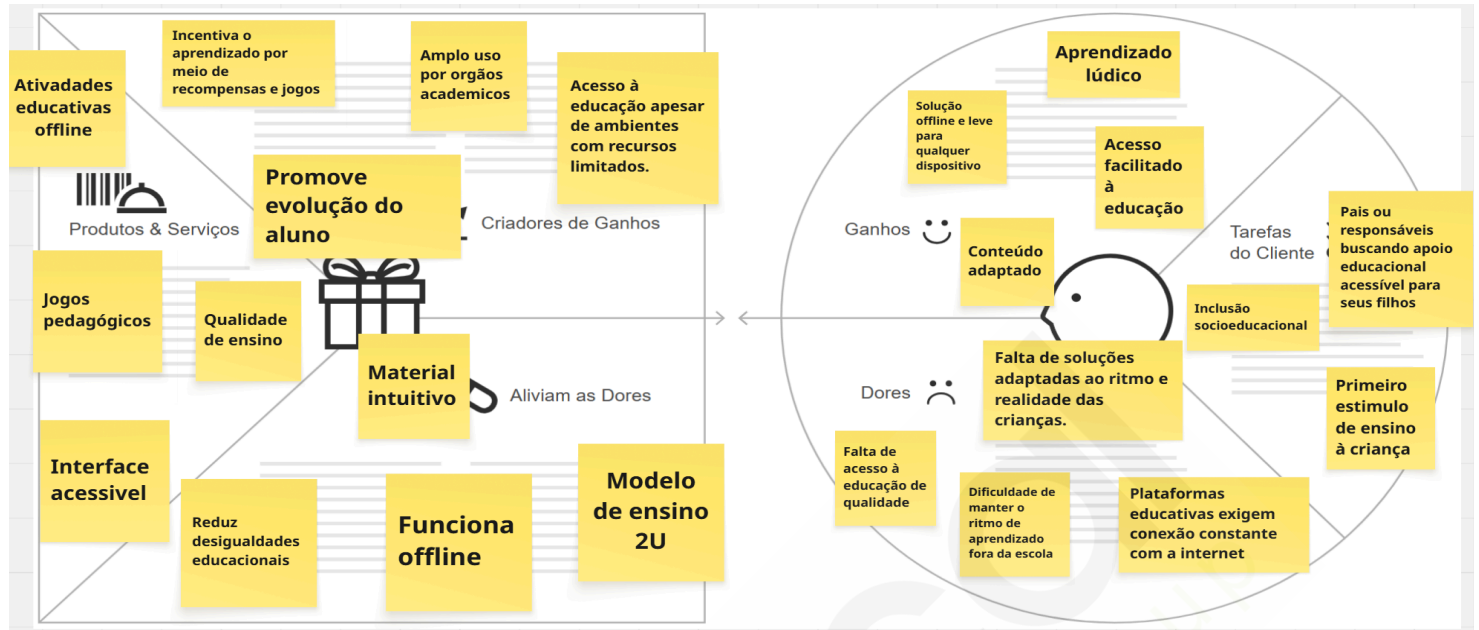 Incentiva o
aprendizado por
meio de
recompensas e jogos
Amplo uso
por orgãos
academicos
Acesso à
educação apesar
de ambientes
com recursos
limitados.
Ativadades
educativas
offline
Promove
evolução do
aluno
Produtos & Serviços
Criadores de Ganhos
Jogos
pedagógicos
Qualidade
de ensino
Material
intuitivo
Aliviam as Dores
Interface
acessivel
Reduz
desigualdades
educacionais
Funciona
offline
Modelo
de ensino
2U
Aprendizado
lúdico
Solução
offline e leve
para
qualquer
dispositivo
Acesso
facilitado
à
educação
Ganhos
Conteúdo
adaptado
Tarefas
do Cliente
Pais ou
responsáveis
buscando apoio
educacional
acessível para
seus filhos
Inclusão
socioeducacional
Primeiro
estimulo
de ensino
à criança
Dores
Falta de soluções
adaptadas ao ritmo e
realidade das
crianças.
Falta de
acesso à
educação de
qualidade
Dificuldade de
manter o
ritmo de
aprendizado
fora da escola
Plataformas
educativas exigem
conexão constante
com a internet